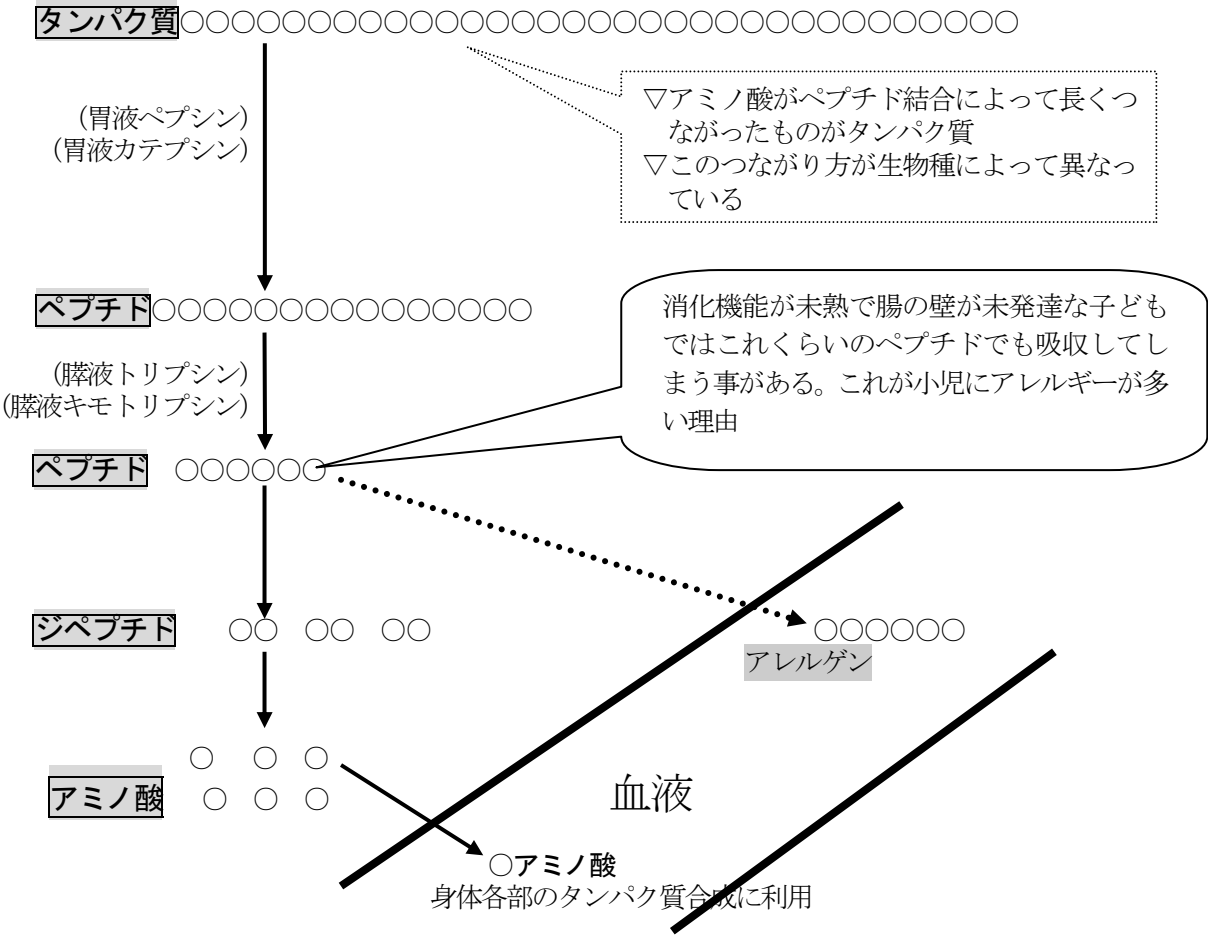 タンパク質○○○○○○○○○○○○○○○○○○○○○○○○○○○○○○○○○
▽アミノ酸がペプチド結合によって長くつ
ながったものがタンパク質
▽このつながり方が生物種によって異なっ
ている
(胃液ペプシン)
(胃液カテプシン)
ペプチド○○○○○○○○○○○○○○○
消化機能が未熟で腸の壁が未発達な子ども
ではこれくらいのペプチドでも吸収してし
まう事がある。これが小児にアレルギーが多
い理由
(膵液トリプシン)
(膵液キモトリプシン)
ペプチド ○○○○○○
ジペプチド ○○ ○○ ○○
○○○○○○
アレルゲン
○ ○ ○
アミノ酸 ○ ○ ○
血液
○アミノ酸
身体各部のタンパク質合成に利用